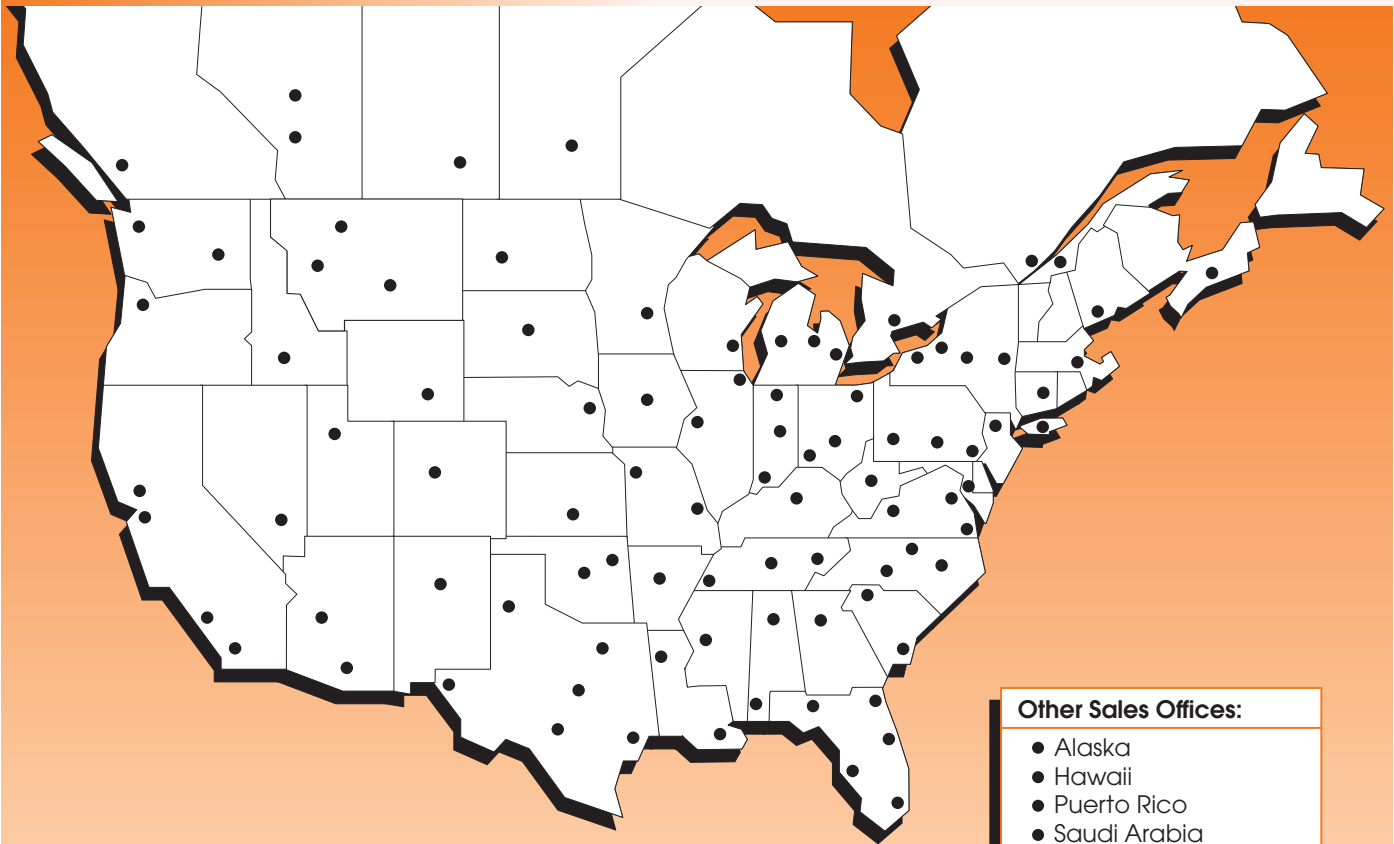 Other Sales Offices:
● Alaska
● Hawaii
● Puerto Rico
● Saudi Arabia